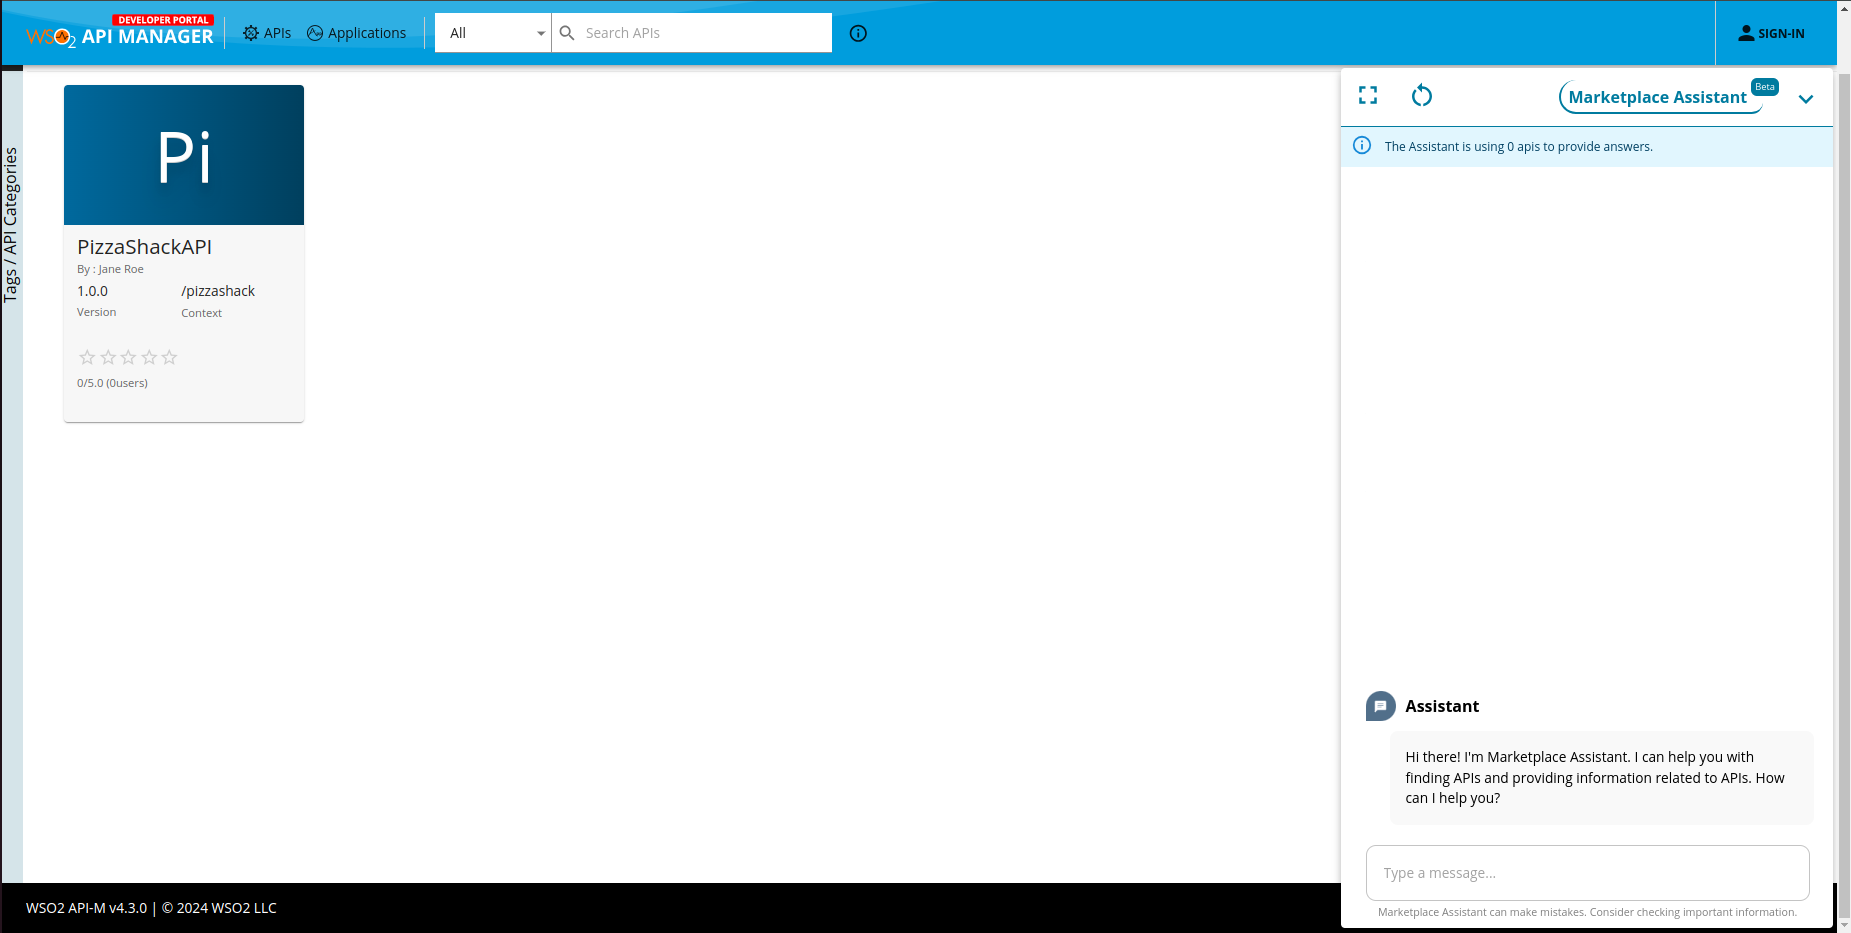 DEVELOPER PORTAL
WSO2 API MANAGER
APIs
Applications
All
Search APIs
SIGN-IN
Tags / API Categories
Pi
PizzaShackAPI
By : Jane Roe
1.0.0
/pizzashack
Version
Context
0/5.0 (0users)
Marketplace Assistant
Beta
The Assistant is using 0 apis to provide answers.
Assistant
Hi there! I'm Marketplace Assistant. I can help you with
finding APIs and providing information related to APIs. How
can I help you?
Type a message...
Marketplace Assistant can make mistakes. Consider checking important information.
WSO2 API-M v4.3.0 | © 2024 WSO2 LLC